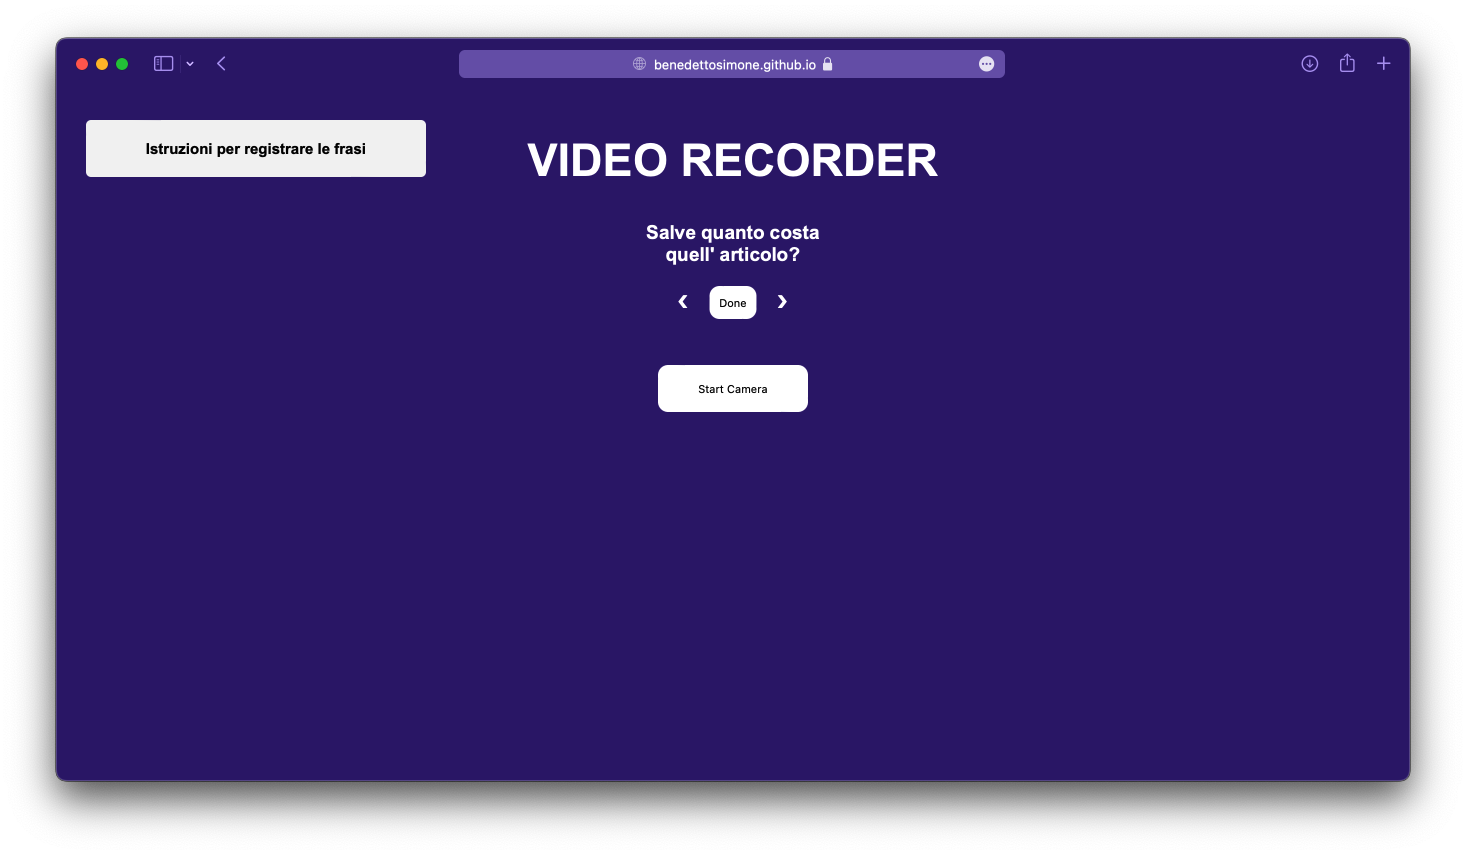 benedettosimone.github.io
Istruzioni per registrare le frasi
VIDEO RECORDER
Salve quanto costa
quell' articolo?
‹ Done ›
Start Camera